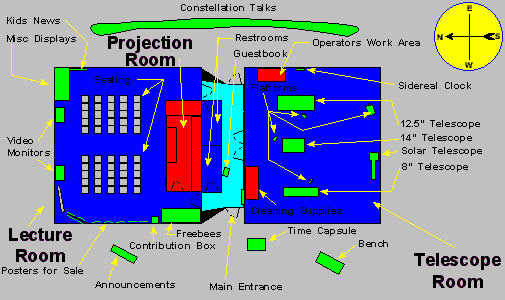 Constellation Talks
E
N
S
W
Kids News
Misc Displays
Projection
Room
Restrooms
Guestbook
Operators Work Area
Seating
Platforms
Sidereal Clock
Video
Monitors
12.5" Telescope
14" Telescope
Solar Telescope
8" Telescope
Cleaning Supplies
Lecture
Room
Freebees
Contribution Box
Posters for Sale
Announcements
Main Entrance
Time Capsule
Bench
Telescope
Room